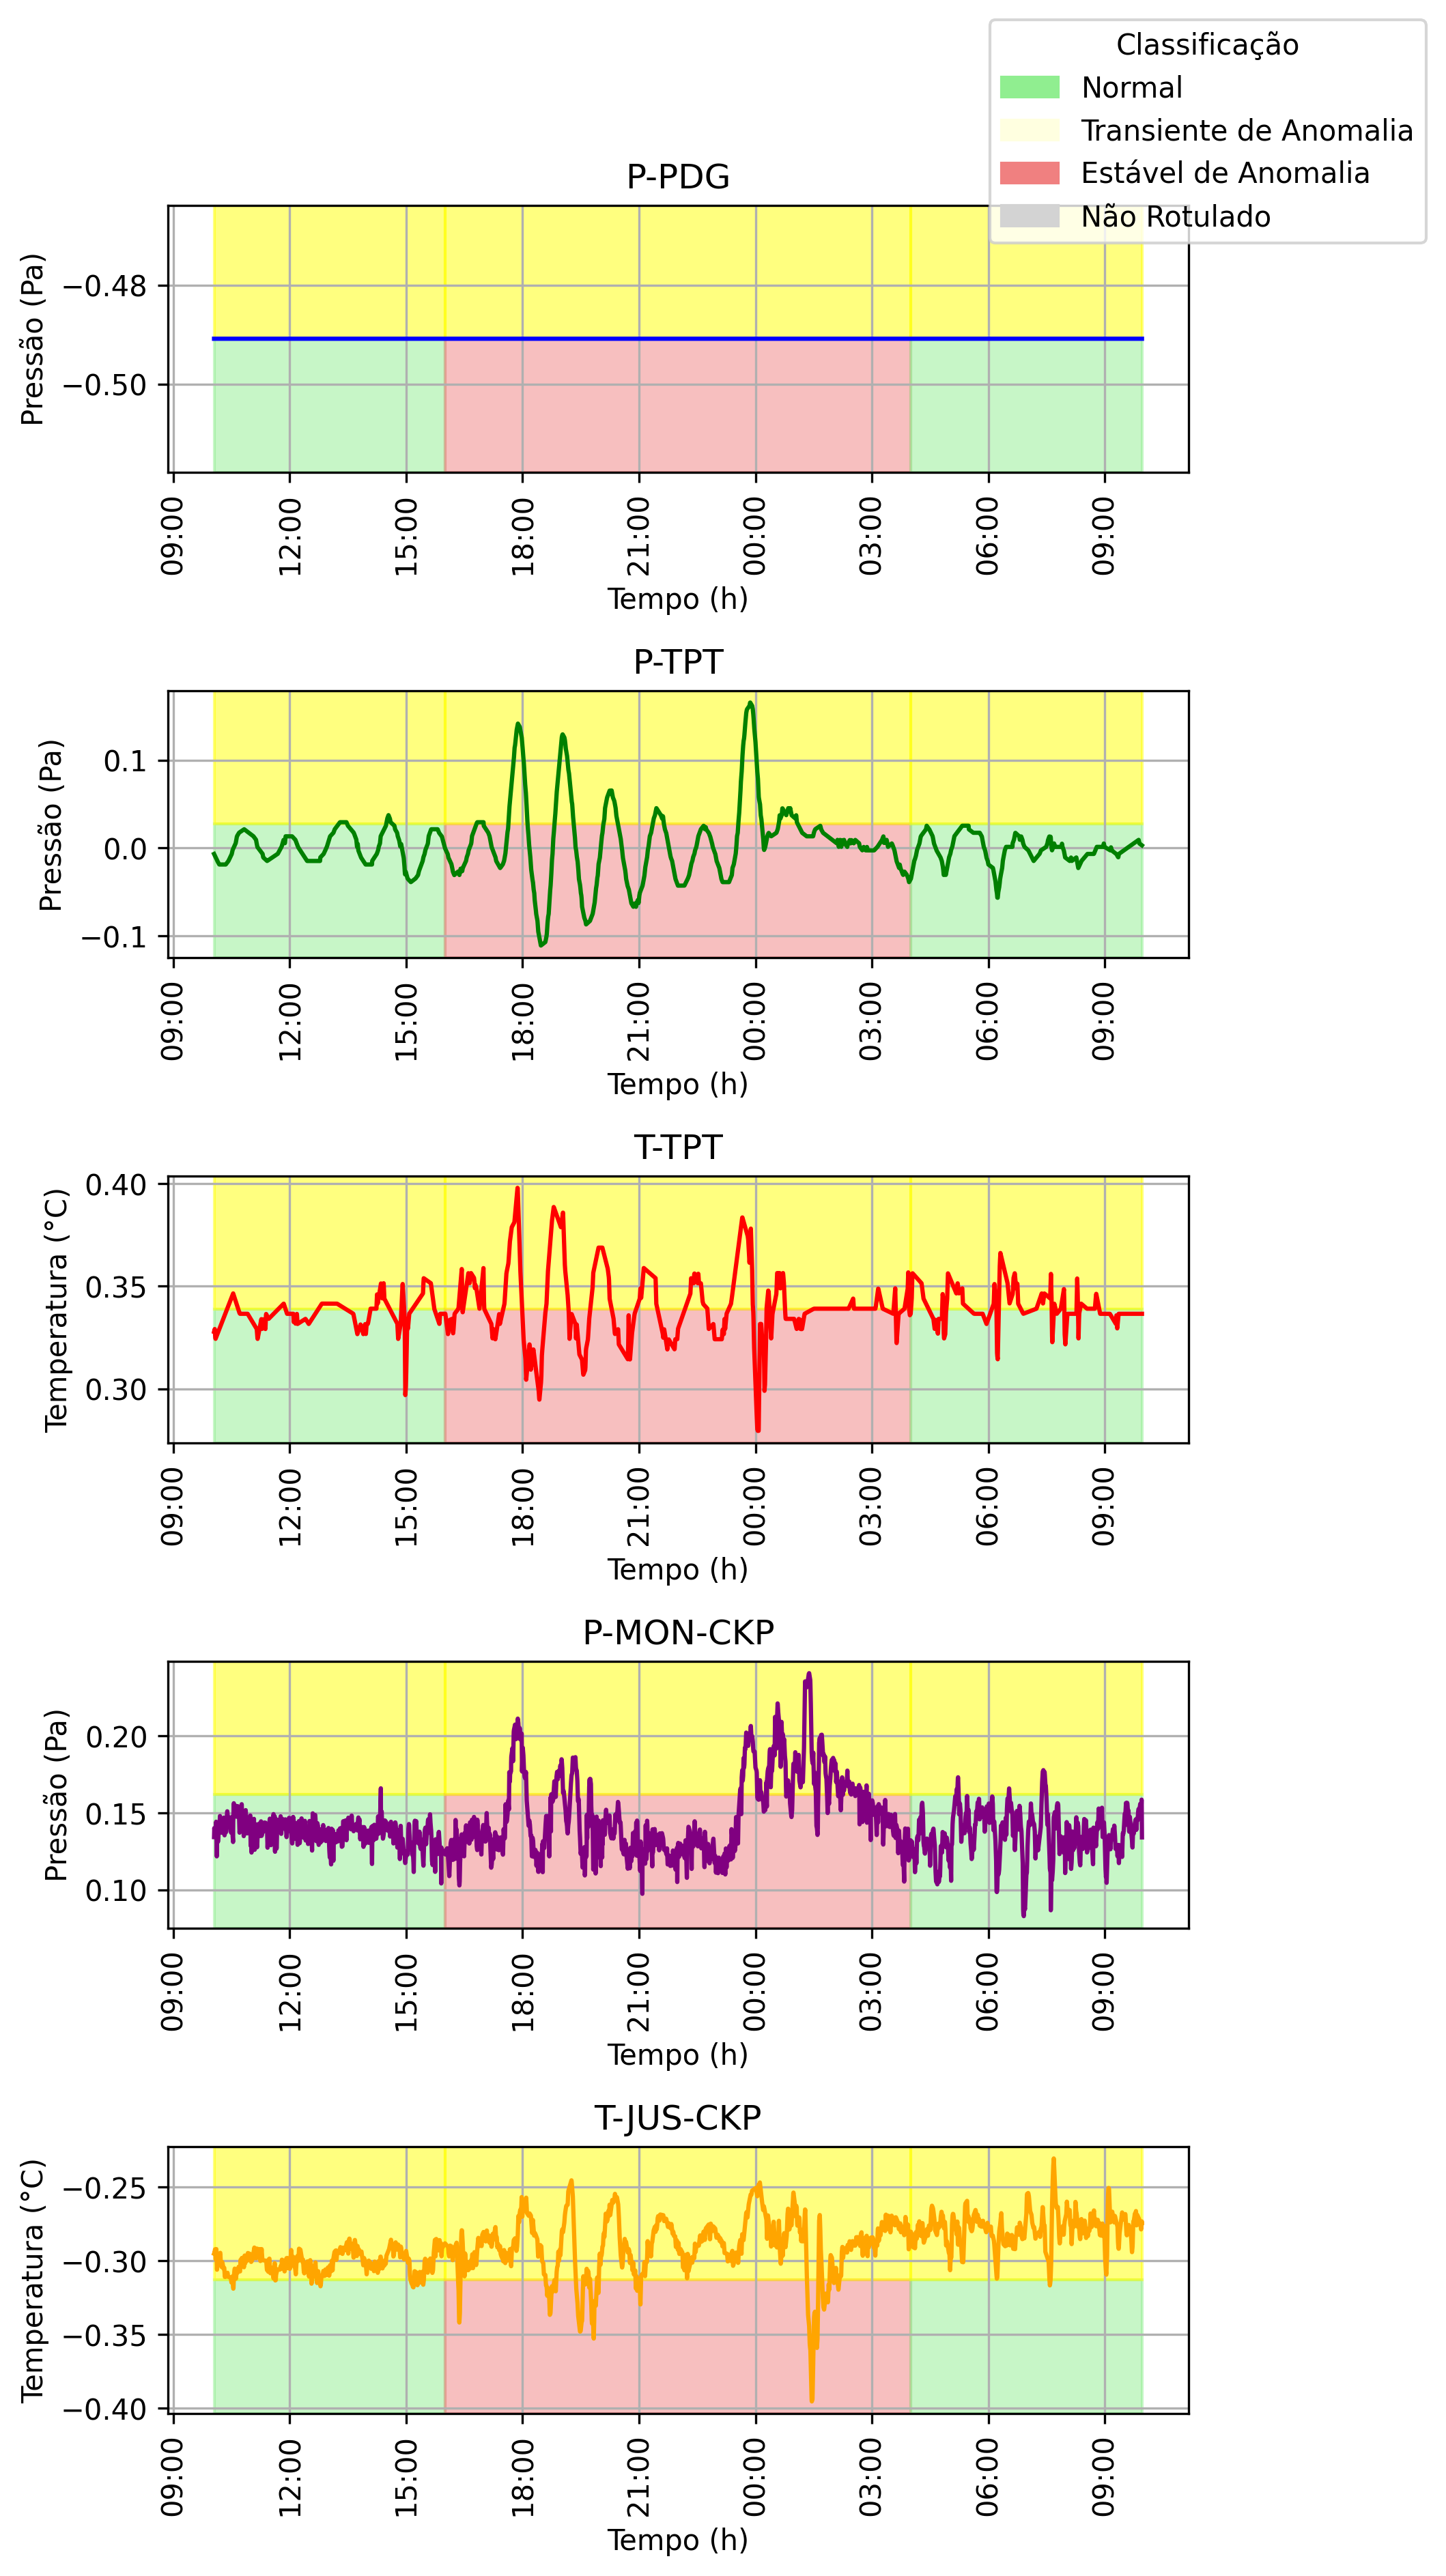 Classificação
Normal
Transiente de Anomalia
Estável de Anomalia
Não Rotulado
P-PDG
Pressão (Pa)
−0.48
−0.50
09:00 12:00 15:00 18:00 21:00 00:00 03:00 06:00 09:00
Tempo (h)
P-TPT
Pressão (Pa)
0.1
0.0
−0.1
09:00 12:00 15:00 18:00 21:00 00:00 03:00 06:00 09:00
Tempo (h)
T-TPT
Temperatura (°C)
0.40
0.35
0.30
09:00 12:00 15:00 18:00 21:00 00:00 03:00 06:00 09:00
Tempo (h)
P-MON-CKP
Pressão (Pa)
0.20
0.15
0.10
09:00 12:00 15:00 18:00 21:00 00:00 03:00 06:00 09:00
Tempo (h)
T-JUS-CKP
Temperatura (°C)
−0.25
−0.30
−0.35
−0.40
09:00 12:00 15:00 18:00 21:00 00:00 03:00 06:00 09:00
Tempo (h)